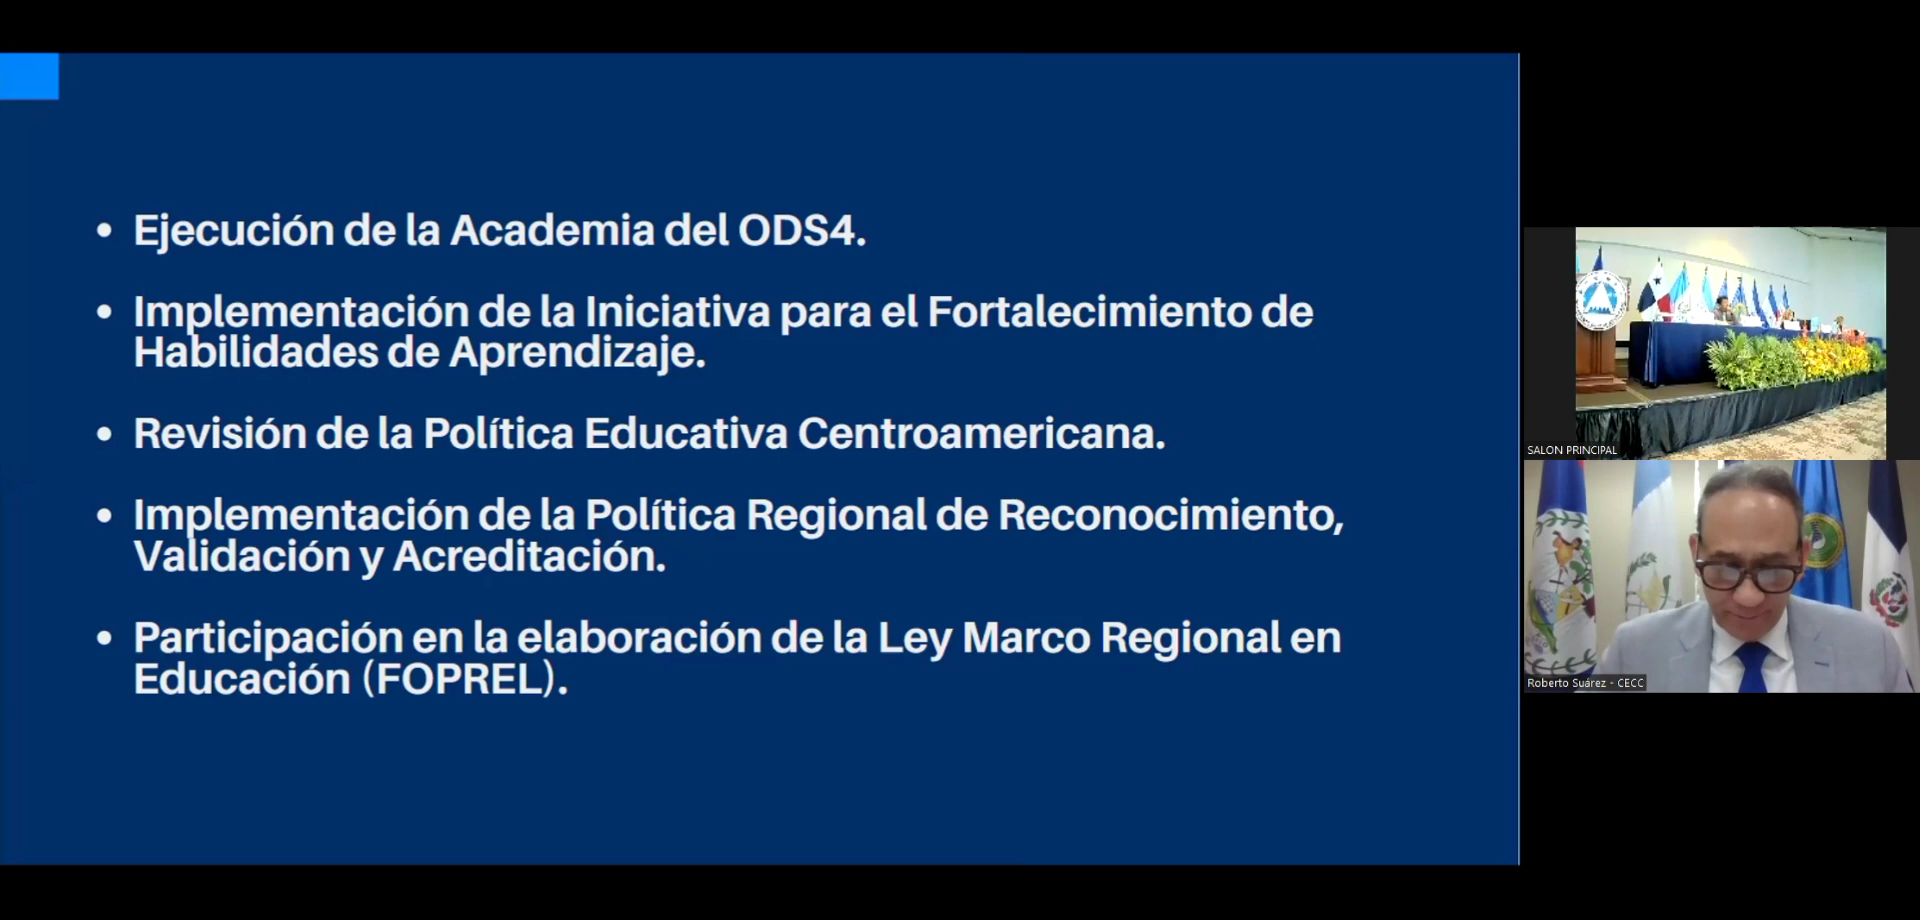 • Ejecución de la Academia del ODS4.
• Implementación de la Iniciativa para el Fortalecimiento de
Habilidades de Aprendizaje.
• Revisión de la Política Educativa Centroamericana.
• Implementación de la Política Regional de Reconocimiento,
Validación y Acreditación.
• Participación en la elaboración de la Ley Marco Regional en
Educación (FOPREL).
SALON PRINCIPAL
Roberto Suárez - CECC